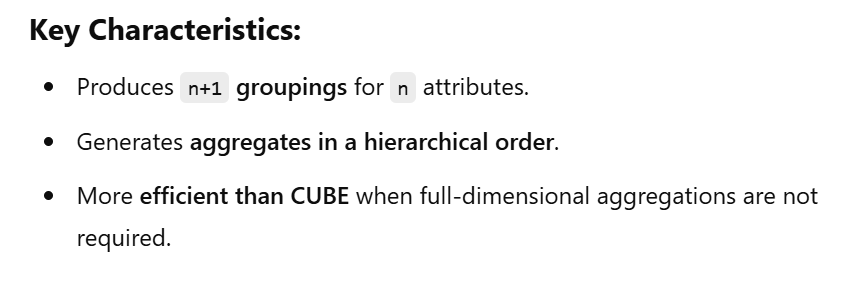 Key Characteristics:
• Produces n+1 groupings for n attributes.
• Generates aggregates in a hierarchical order.
• More efficient than CUBE when full-dimensional aggregations are not
required.